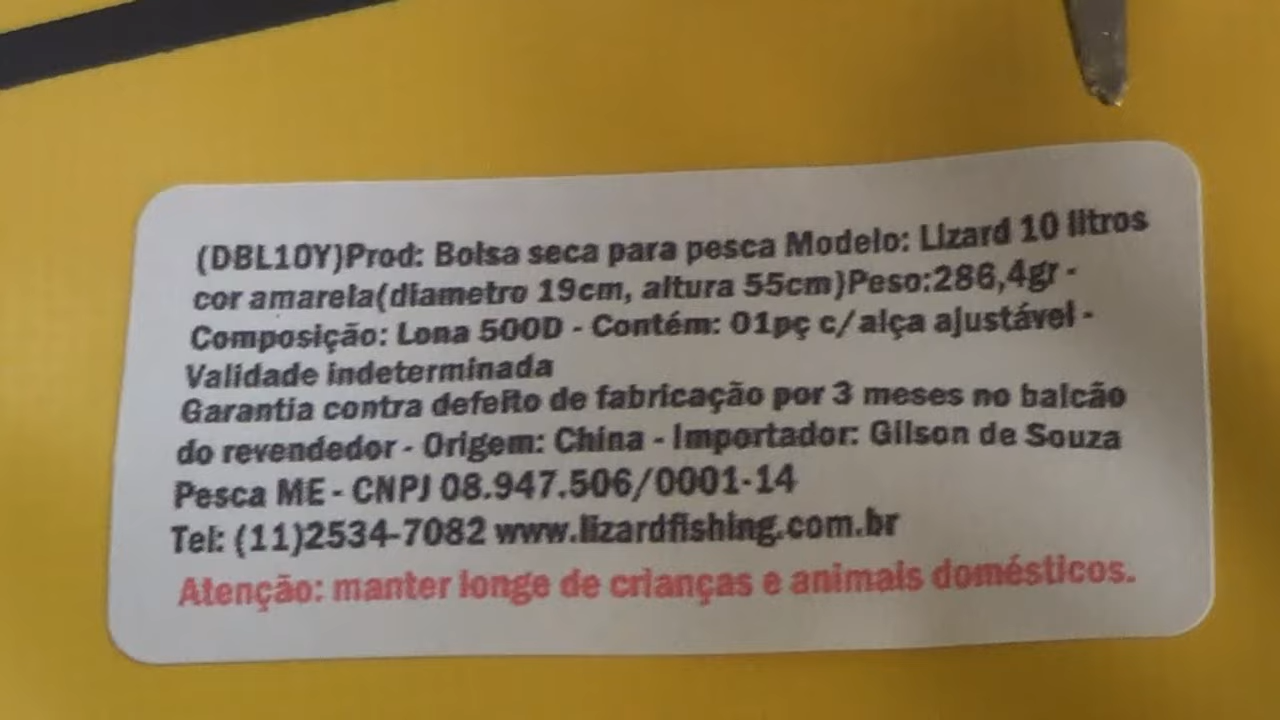 (DBL10Y)Prod: Bolsa seca para pesca Modelo: Lizard 10 litros
cor amarela(diametro 19cm, altura 55cm)Peso:286,4gr -
Composição: Lona 500D - Contém: 01pç c/alça ajustável -
Validade indeterminada
Garantia contra defeito de fabricação por 3 meses no balcão
do revendedor - Origem: China - Importador: Gilson de Souza
Pesca ME - CNPJ 08.947.506/0001-14
Tel: (11)2534-7082 www.lizardfishing.com.br
Atenção: manter longe de crianças e animais domésticos.